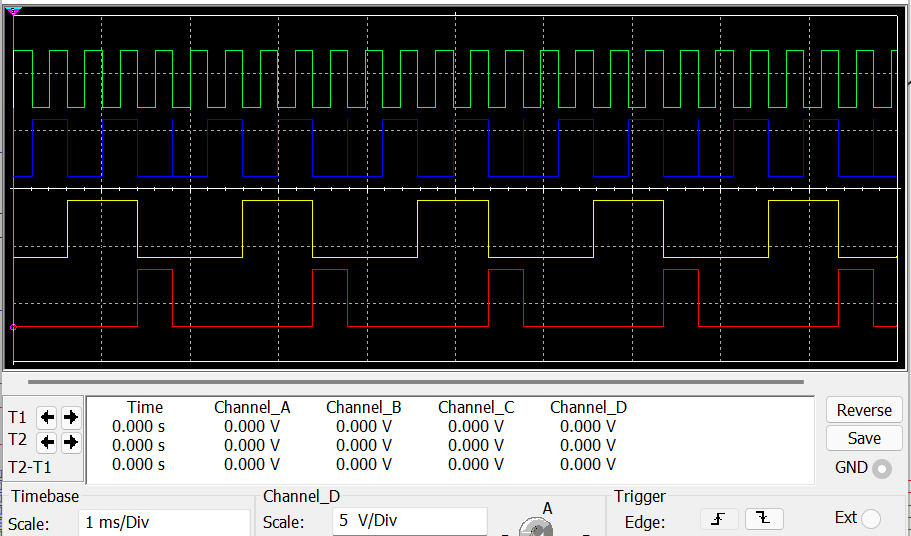 Time Channel_A Channel_B Channel_C Channel_D
T1 0.000 s 0.000 V 0.000 V 0.000 V 0.000 V
T2 0.000 s 0.000 V 0.000 V 0.000 V 0.000 V
T2-T1 0.000 s 0.000 V 0.000 V 0.000 V 0.000 V
Reverse
Save
GND
Timebase
Scale: 1 ms/Div
Channel_D
Scale: 5 V/Div
A
Trigger
Edge:
Ext